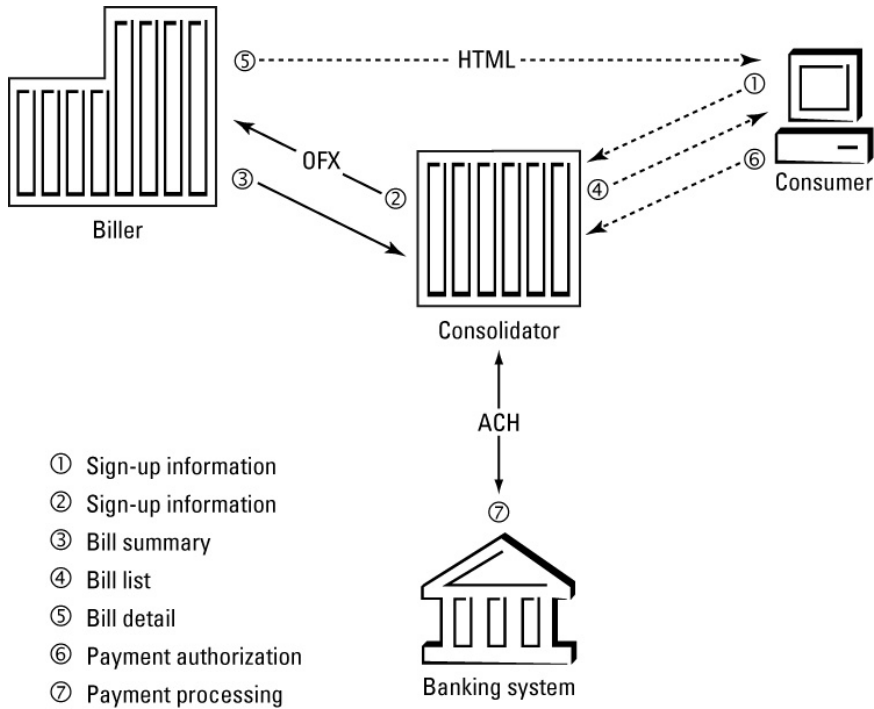 ⑤ HTML
①
OFX
③
②
④
⑥
Consumer
Biller
Consolidator
ACH
① Sign-up information
② Sign-up information
③ Bill summary
④ Bill list
⑤ Bill detail
⑥ Payment authorization
⑦ Payment processing
⑦
Banking system